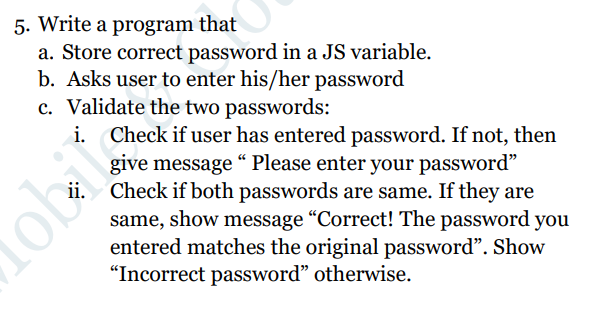 5. Write a program that
a. Store correct password in a JS variable.
b. Asks user to enter his/her password
c. Validate the two passwords:
i. Check if user has entered password. If not, then
give message “ Please enter your password”
ii. Check if both passwords are same. If they are
same, show message “Correct! The password you
entered matches the original password”. Show
“Incorrect password” otherwise.